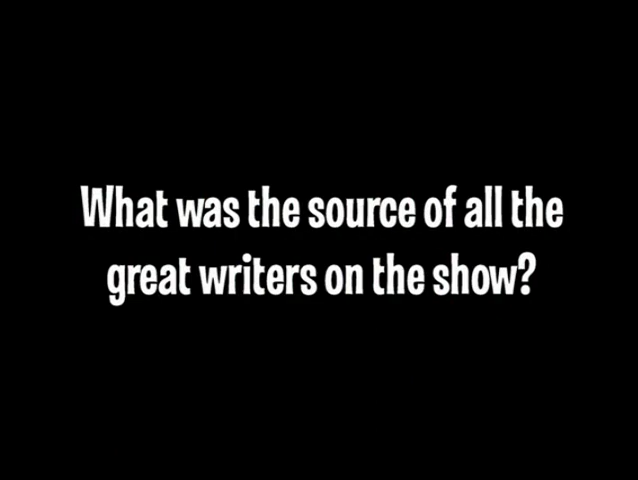 What was the source of all the
great writers on the show?